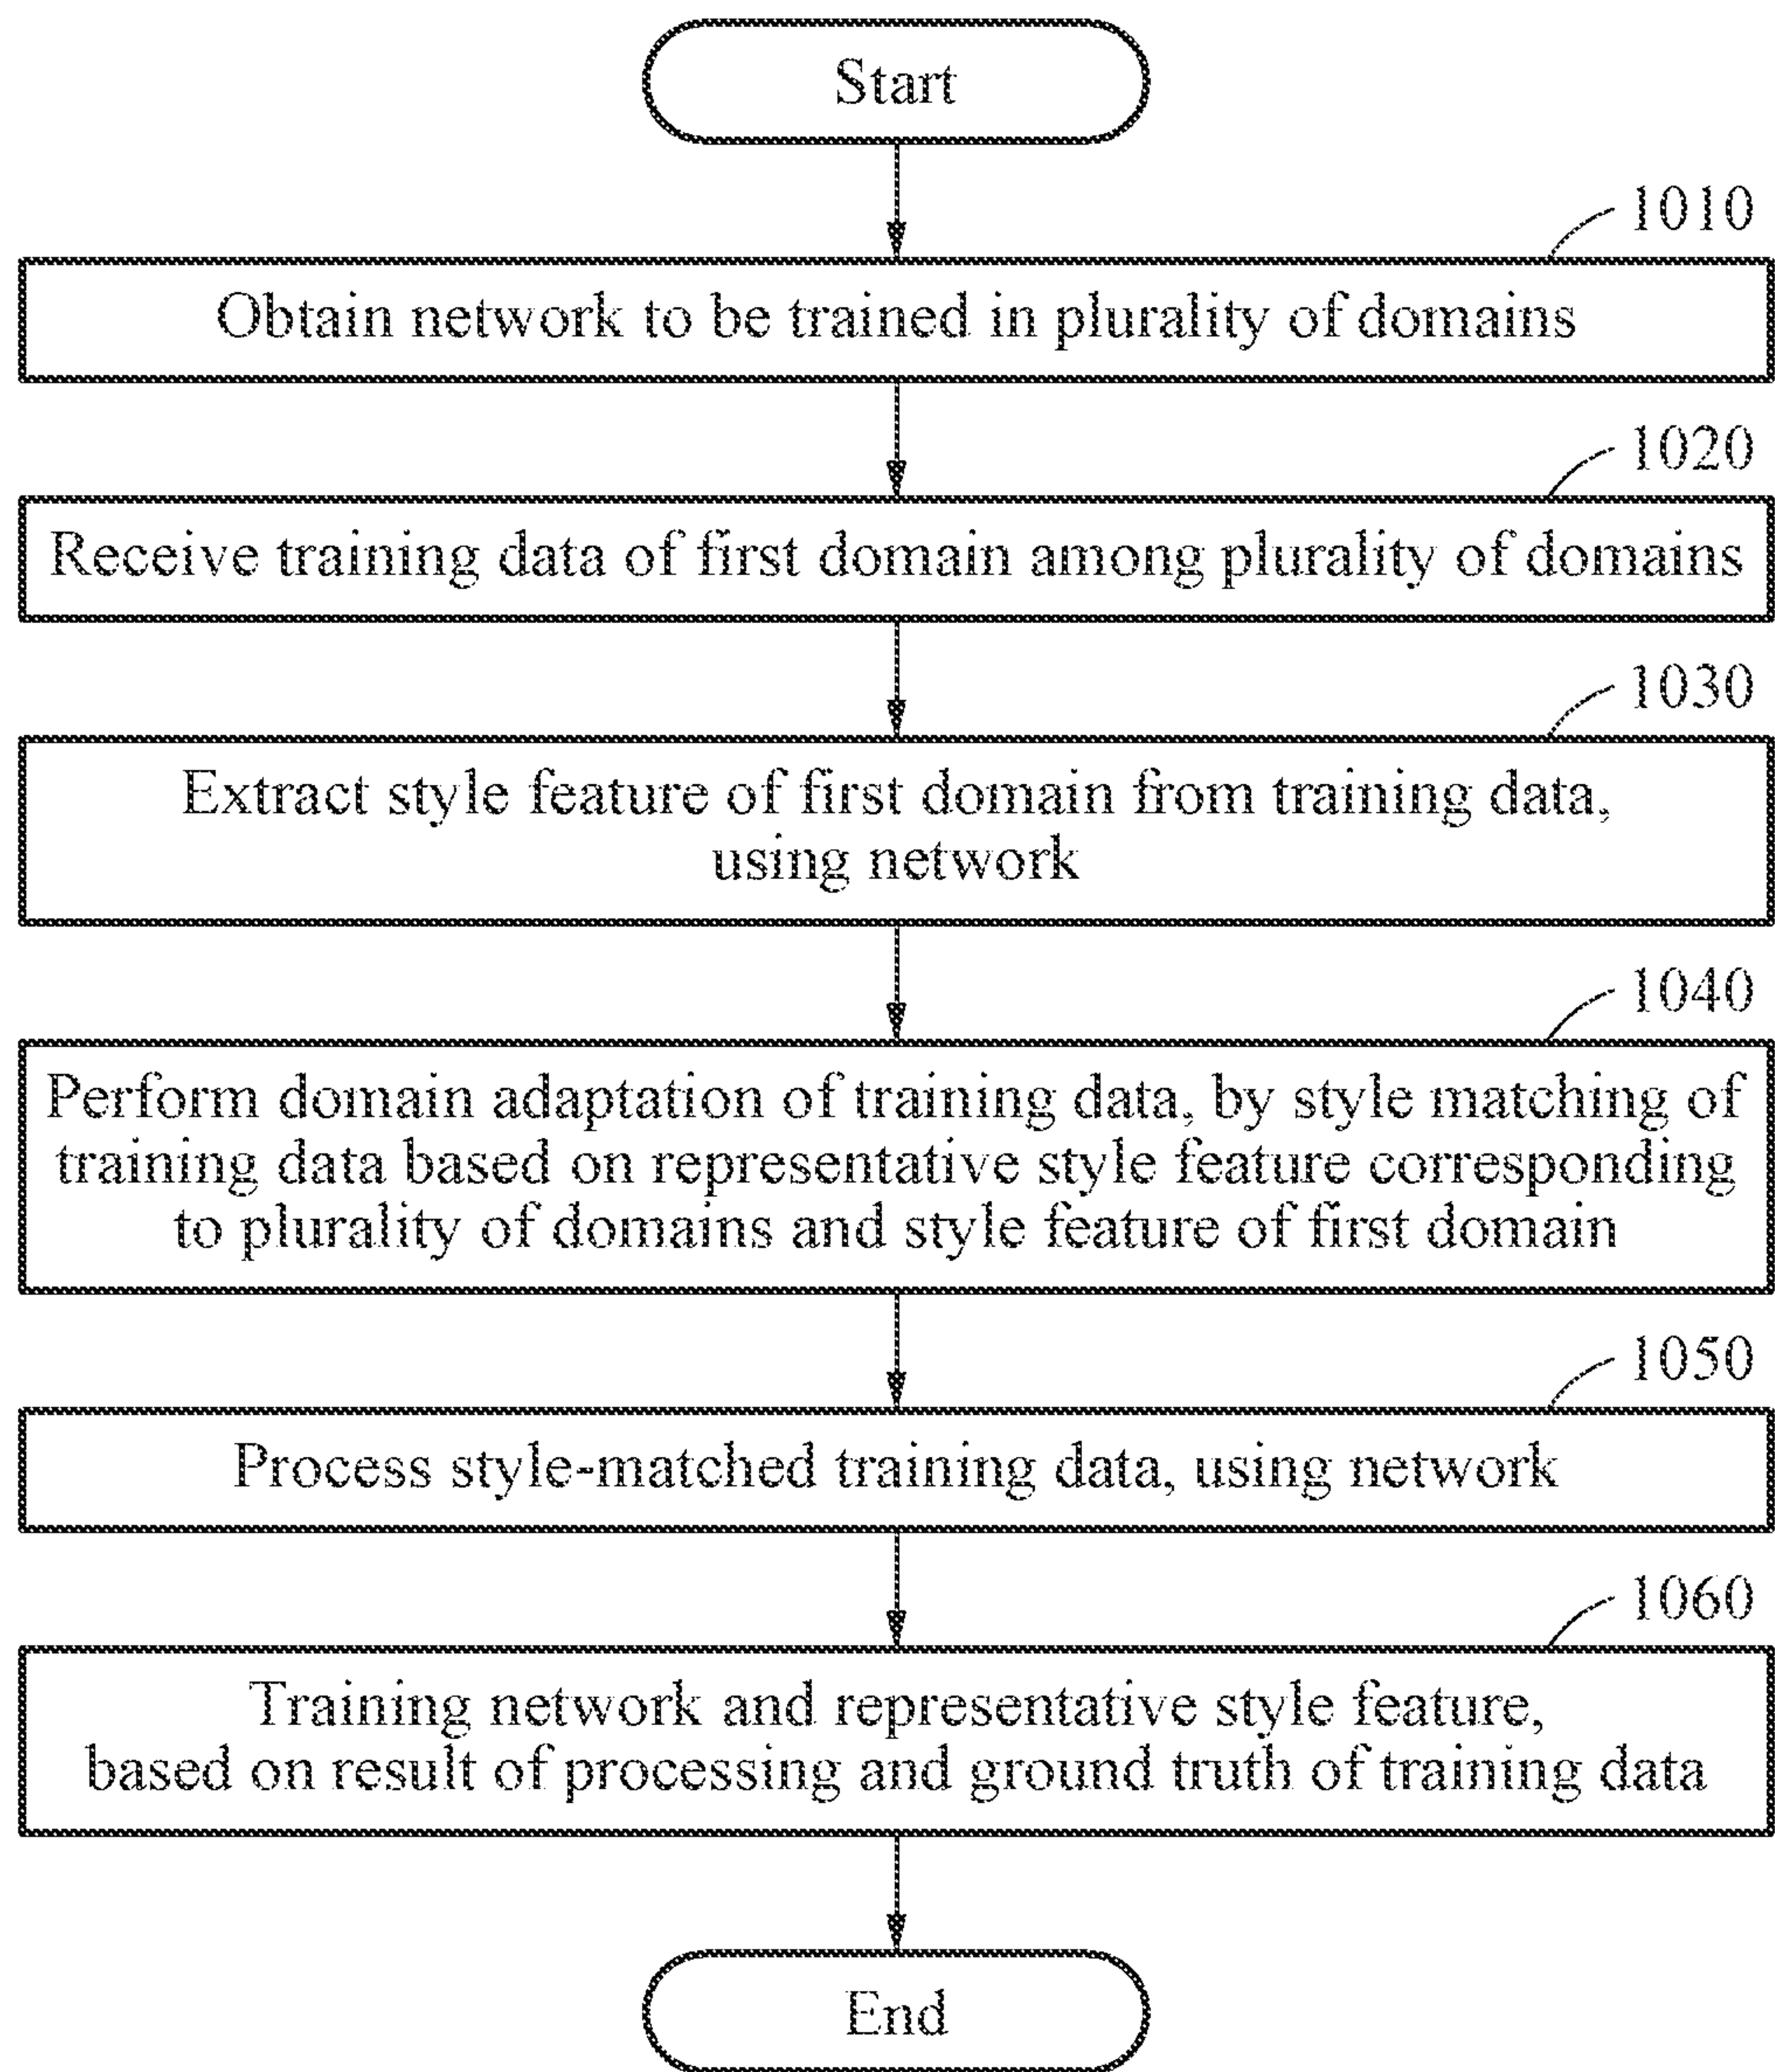 Start
1010
Obtain network to be trained in plurality of domains
1020
Receive training data of first domain among plurality of domains
1030
Extract style feature of first domain from training data,
using network
1040
Perform domain adaptation of training data, by style matching of
training data based on representative style feature corresponding
to plurality of domains and style feature of first domain
1050
Process style-matched training data, using network
1060
Training network and representative style feature,
based on result of processing and ground truth of training data
End